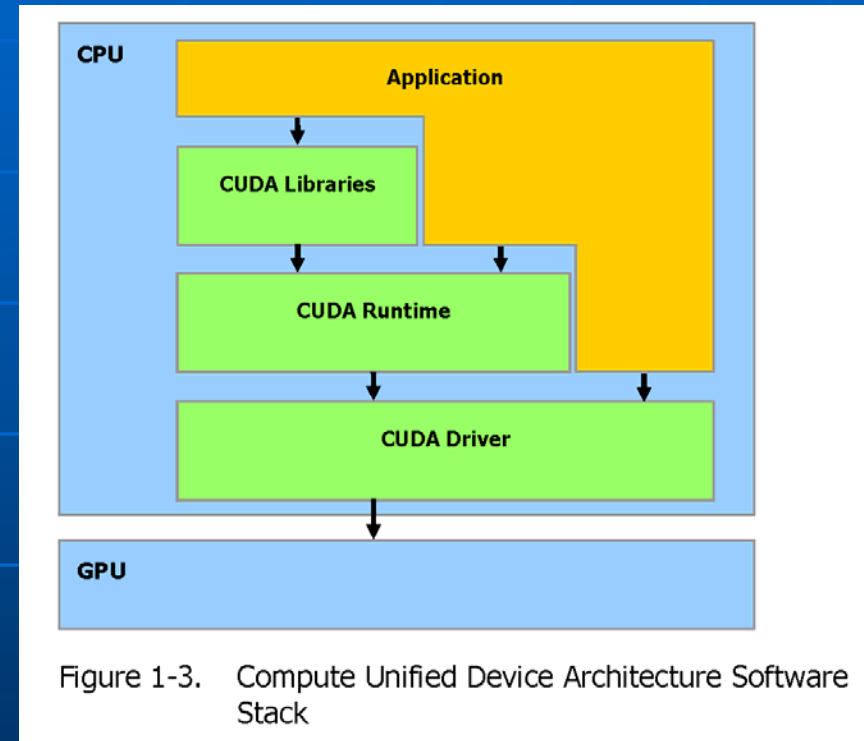 CPU
Application
CUDA Libraries
CUDA Runtime
CUDA Driver
GPU
Figure 1-3. Compute Unified Device Architecture Software
Stack